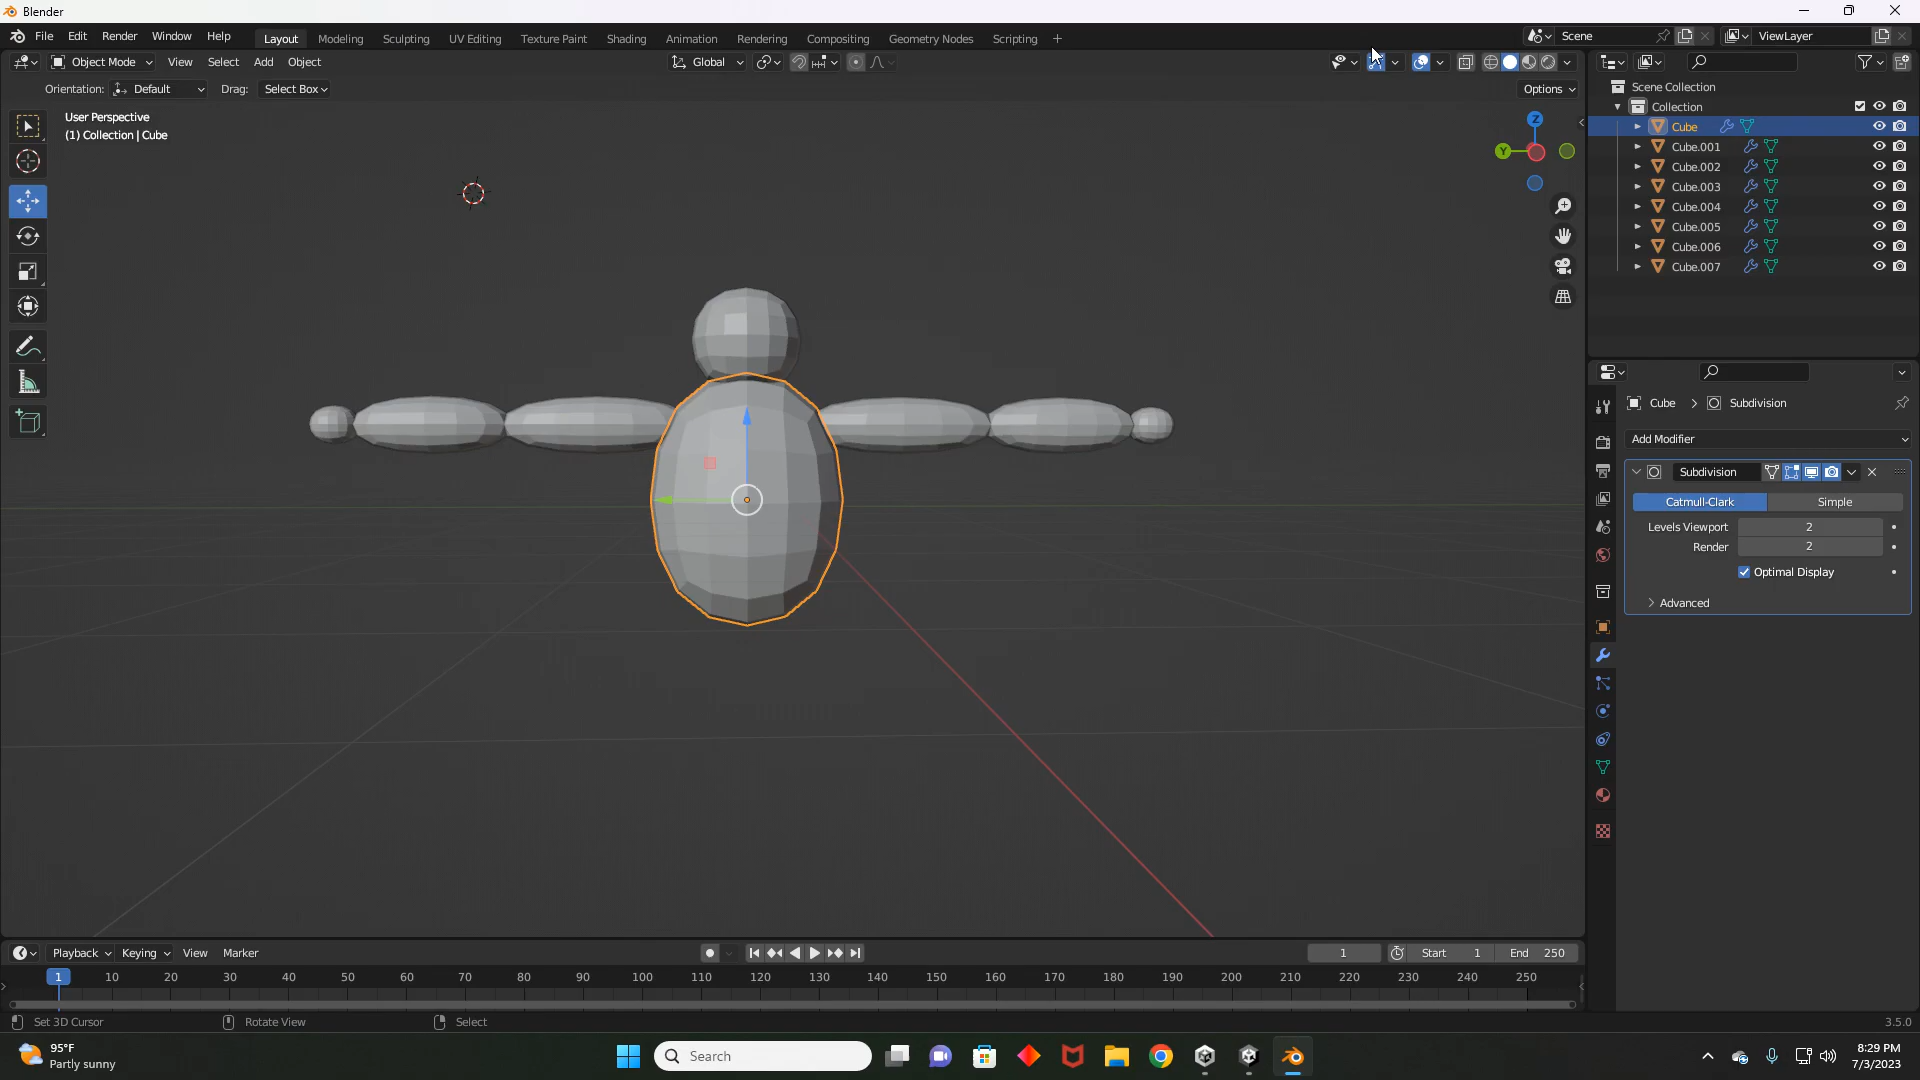 Blender
File Edit Render Window Help Layout Modeling Sculpting UV Editing Texture Paint Shading Animation Rendering Compositing Geometry Nodes Scripting + Scene ViewLayer
Object Mode View Select Add Object Global
Orientation: Default Drag: Select Box Options
User Perspective
(1) Collection | Cube
Z
Y
Scene Collection
Collection
Cube
Cube.001
Cube.002
Cube.003
Cube.004
Cube.005
Cube.006
Cube.007
Cube > Subdivision
Add Modifier
Subdivision
Catmull-Clark Simple
Levels Viewport 2
Render 2
Optimal Display
Advanced
Playback Keying View Marker 1 Start 1 End 250
1 10 20 30 40 50 60 70 80 90 100 110 120 130 140 150 160 170 180 190 200 210 220 230 240 250
Set 3D Cursor Rotate View Select 3.5.0
95°F
Partly sunny
Search
8:29 PM
7/3/2023